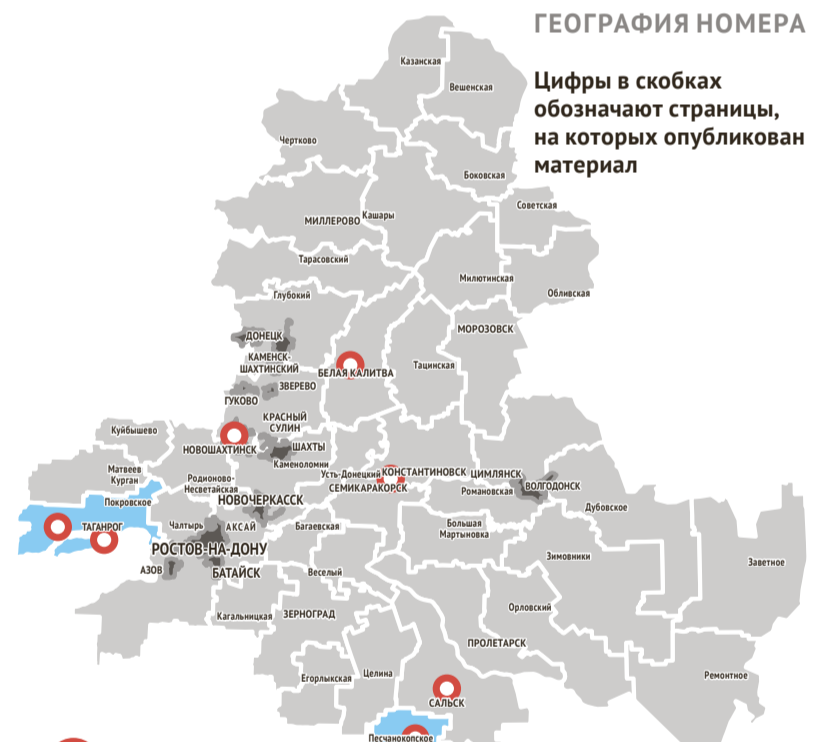 ГЕОГРАФИЯ НОМЕРА
Цифры в скобках
обозначают страницы,
на которых опубликован
материал
Казанская
Вешенская
Чертково
Боковская
Советская
МИЛЛЕРОВО
Кашары
Тарасовский
Милютинская
Обливская
Глубокий
МОРОЗОВСК
ДОНЕЦК
КАМЕНСК-
ШАХТИНСКИЙ
БЕЛАЯ КАЛИТВА
Тацинская
ЗВЕРЕВО
ГУКОВО
КРАСНЫЙ
СУЛИН
Куйбышево
НОВОШАХТИНСК
ШАХТЫ
Каменоломни
Матвеев
Курган
Родионово-
Несветайская
Усть-Донецкий
КОНСТАНТИНОВСК
ЦИМЛЯНСК
СЕМИКАРАКОРСК
Романовская
ВОЛГОДОНСК
Покровское
НОВОЧЕРКАССК
Дубовское
ТАГАНРОГ
Чалтырь
АКСАЙ
Багаевская
Большая
Мартыновка
РОСТОВ-НА-ДОНУ
Зимовники
Заветное
АЗОВ
БАТАЙСК
Веселый
Кагальницкая
ЗЕРНОГРАД
Орловский
ПРОЛЕТАРСК
Егорлыкская
Целина
Ремонтное
САЛЬСК
Песчанокопское